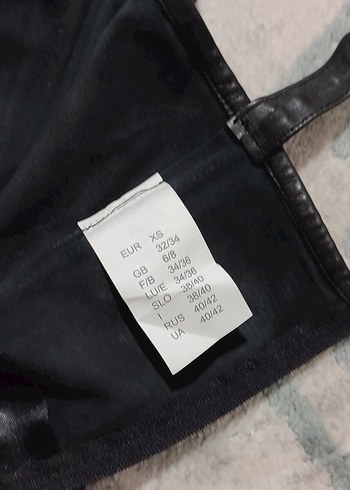 EUR XS
32/34
GB 6/8
F/B 34/36
LU/E 34/36
SLO 38/40
I 38/40
RUS 40/42
UA 40/42